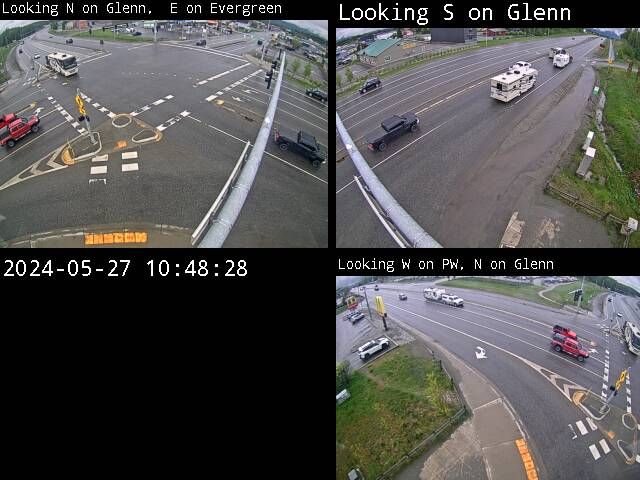 Looking N on Glenn, E on Evergreen
Looking S on Glenn
2024-05-27 10:48:28
Looking W on PW, N on Glenn